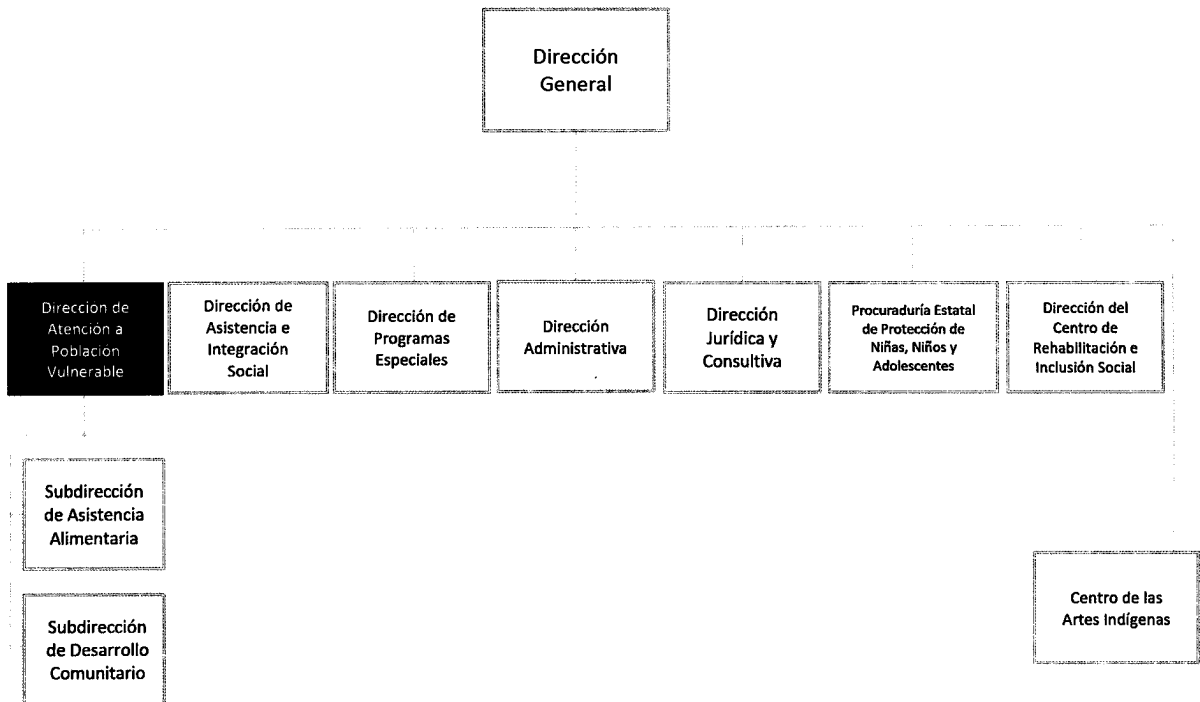 Dirección
General
Dirección de
Atención a
Población
Vulnerable
Dirección de
Asistencia e
Integración
Social
Dirección de
Programas
Especiales
Dirección
Administrativa
Dirección
Jurídica y
Consultiva
Procuraduría Estatal
de Protección de
Niñas, Niños y
Adolescentes
Dirección del
Centro de
Rehabilitación e
Inclusión Social
Subdirección
de Asistencia
Alimentaria
Subdirección
de Desarrollo
Comunitario
Centro de las
Artes Indígenas